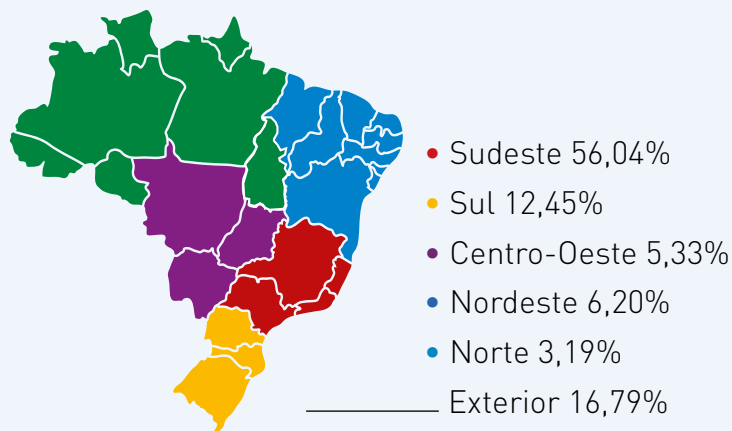 Sudeste 56,04%
Sul 12,45%
Centro-Oeste 5,33%
Nordeste 6,20%
Norte 3,19%
Exterior 16,79%